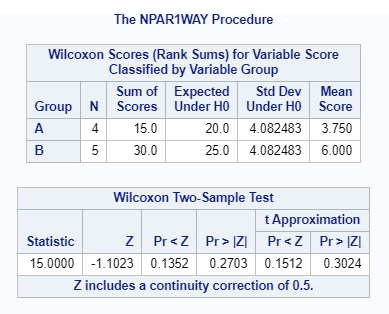 The NPAR1WAY Procedure
Wilcoxon Scores (Rank Sums) for Variable Score
Classified by Variable Group
Group N Sum of Scores Expected Under H0 Std Dev Under H0 Mean Score
A 4 15.0 20.0 4.082483 3.750
B 5 30.0 25.0 4.082483 6.000
Wilcoxon Two-Sample Test
t Approximation
Statistic Z Pr < Z Pr > |Z| Pr < Z Pr > |Z|
15.0000 -1.1023 0.1352 0.2703 0.1512 0.3024
Z includes a continuity correction of 0.5.